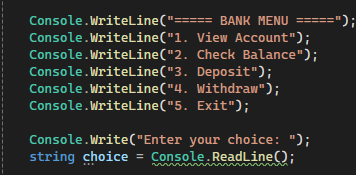 Console.WriteLine("===== BANK MENU =====");
Console.WriteLine("1. View Account");
Console.WriteLine("2. Check Balance");
Console.WriteLine("3. Deposit");
Console.WriteLine("4. Withdraw");
Console.WriteLine("5. Exit");
Console.Write("Enter your choice: ");
string choice = Console.ReadLine();